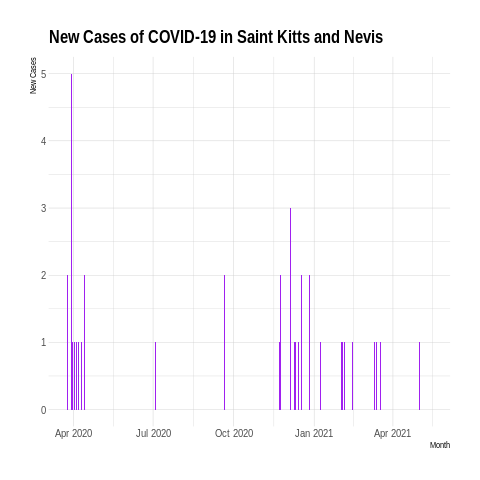 New Cases of COVID-19 in Saint Kitts and Nevis
New Cases
5
4
3
2
1
0
Apr 2020 Jul 2020 Oct 2020 Jan 2021 Apr 2021
Month